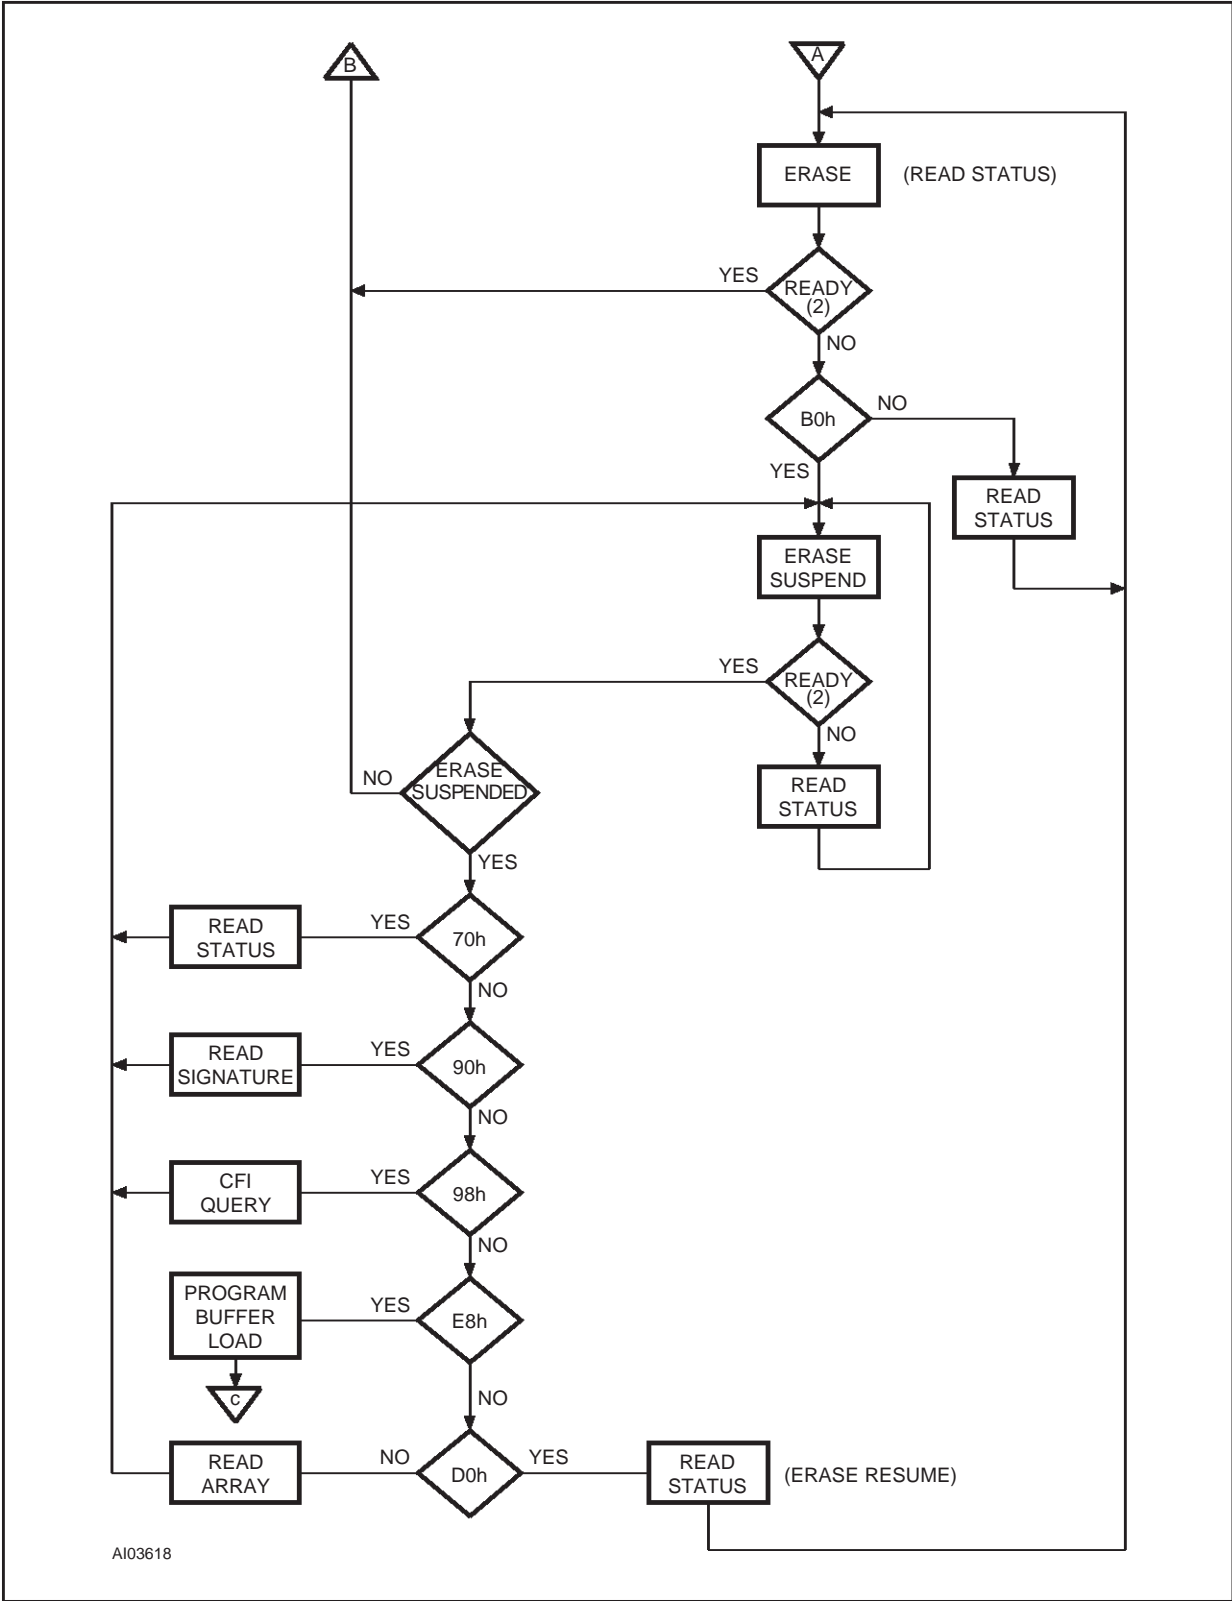 B
A
ERASE
(READ STATUS)
YES
READY
(2)
NO
B0h
NO
YES
READ
STATUS
ERASE
SUSPEND
YES
READY
(2)
NO
NO
ERASE
SUSPENDED
READ
STATUS
YES
READ
STATUS
YES
70h
NO
READ
SIGNATURE
YES
90h
NO
CFI
QUERY
YES
98h
NO
PROGRAM
BUFFER
LOAD
YES
E8h
c
NO
READ
ARRAY
NO
D0h
YES
READ
STATUS
(ERASE RESUME)
AI03618